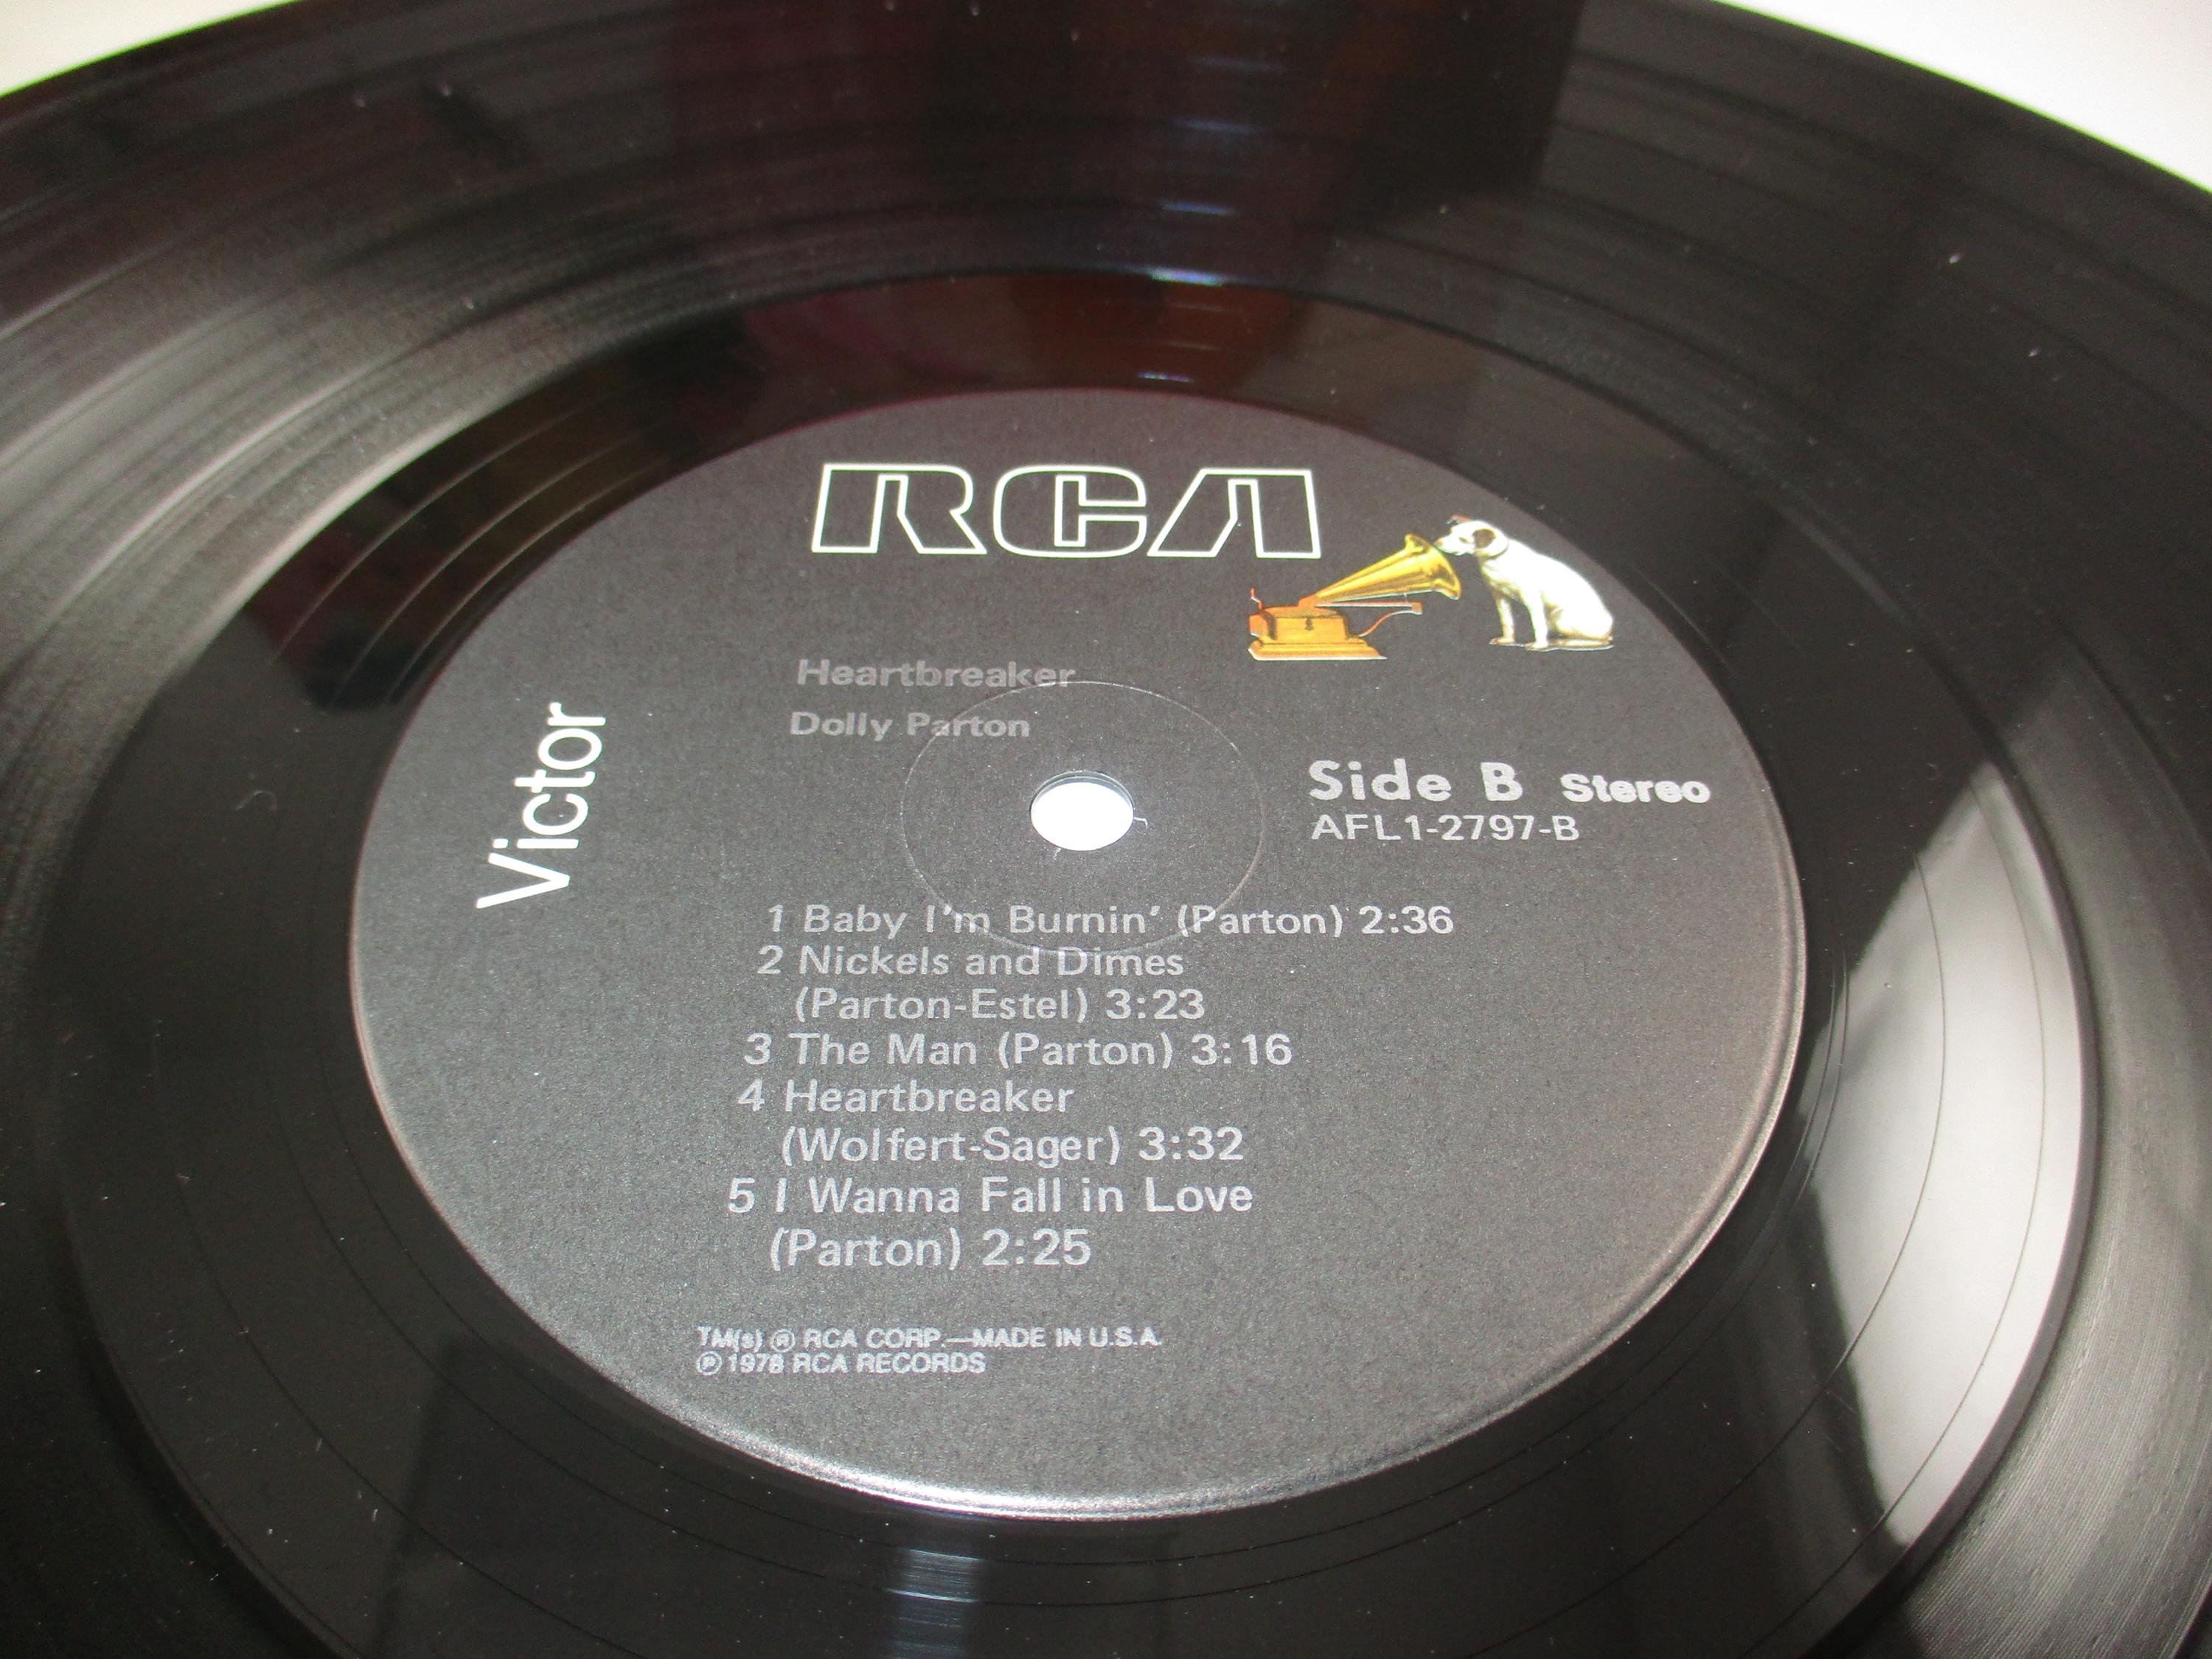 RCA
Victor
Heartbreaker
Dolly Parton
Side B Stereo
AFL1-2797-B
1 Baby I'm Burnin' (Parton) 2:36
2 Nickels and Dimes
(Parton-Estel) 3:23
3 The Man (Parton) 3:16
4 Heartbreaker
(Wolfert-Sager) 3:32
5 I Wanna Fall in Love
(Parton) 2:25
TM(s) ® RCA CORP.—MADE IN U.S.A.
℗ 1978 RCA RECORDS